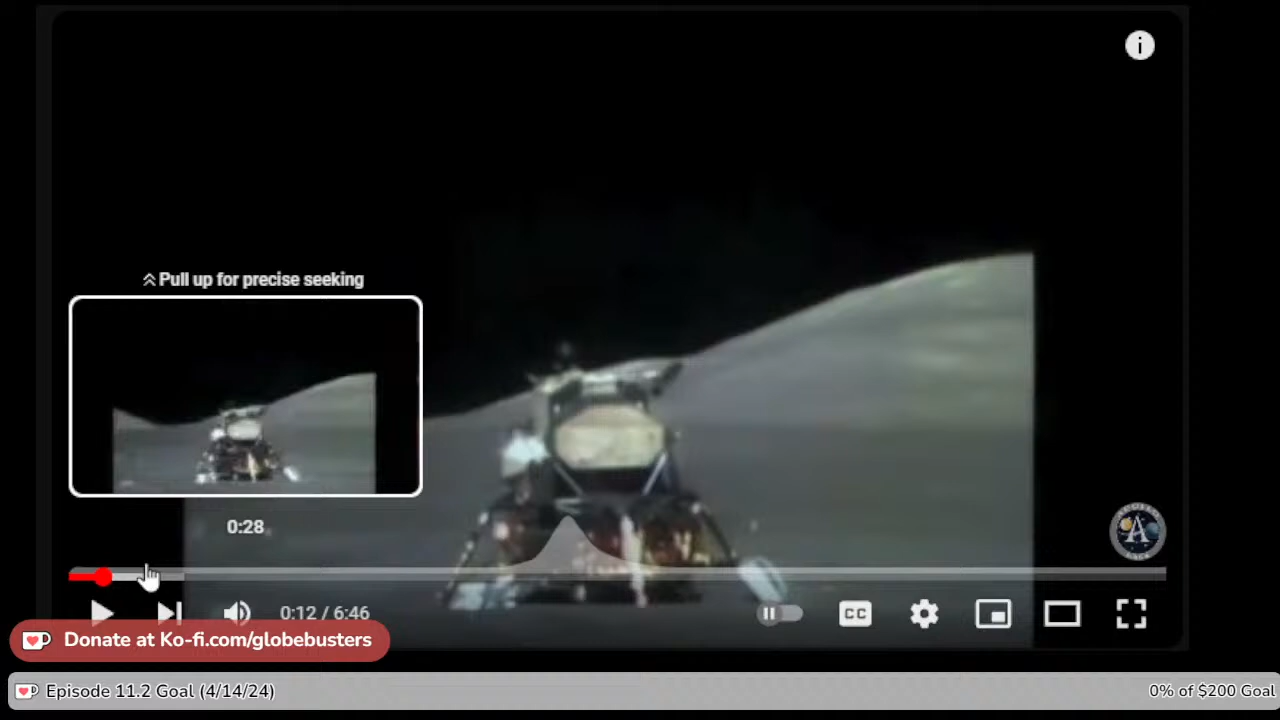 i
Pull up for precise seeking
0:28
0:12 / 6:46
CC
Donate at Ko-fi.com/globebusters
Episode 11.2 Goal (4/14/24)
0% of $200 Goal